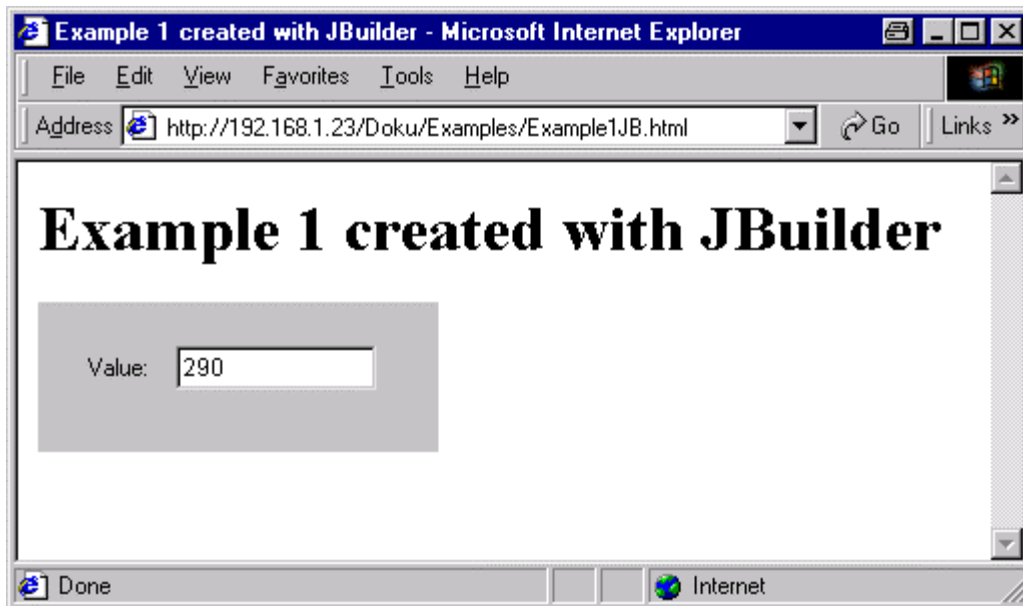 Example 1 created with JBuilder - Microsoft Internet Explorer
File Edit View Favorites Tools Help
Address http://192.168.1.23/Doku/Examples/Example1JB.html Go Links »
Example 1 created with JBuilder
Value: 290
Done Internet